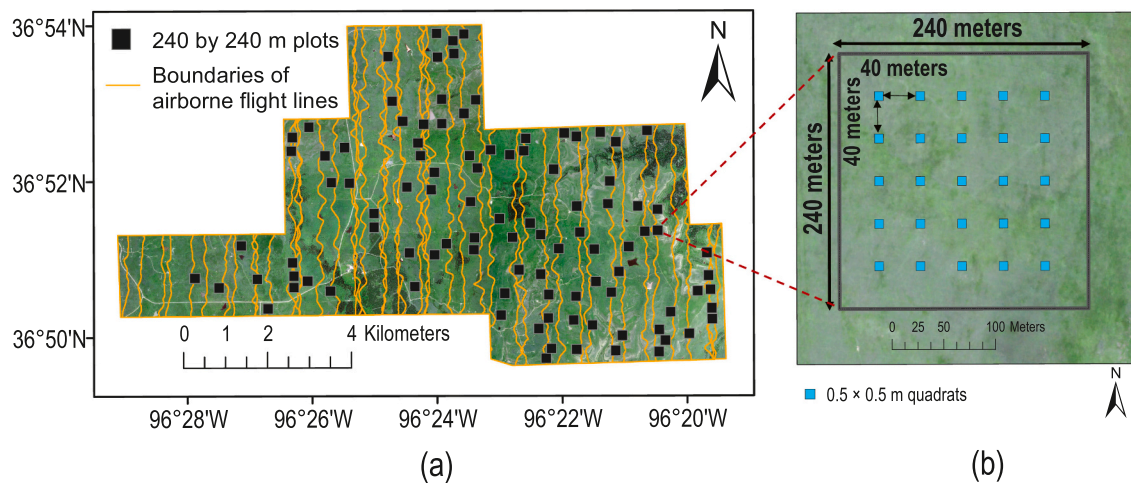 36°54'N
36°52'N
36°50'N
240 by 240 m plots
Boundaries of
airborne flight lines
N
0 2 4 Kilometers
96°28'W 96°26'W 96°24'W 96°22'W 96°20'W
(a)
240 meters
40 meters
40 meters
240 meters
0 25 50 100 Meters
0.5 × 0.5 m quadrats
N
(b)